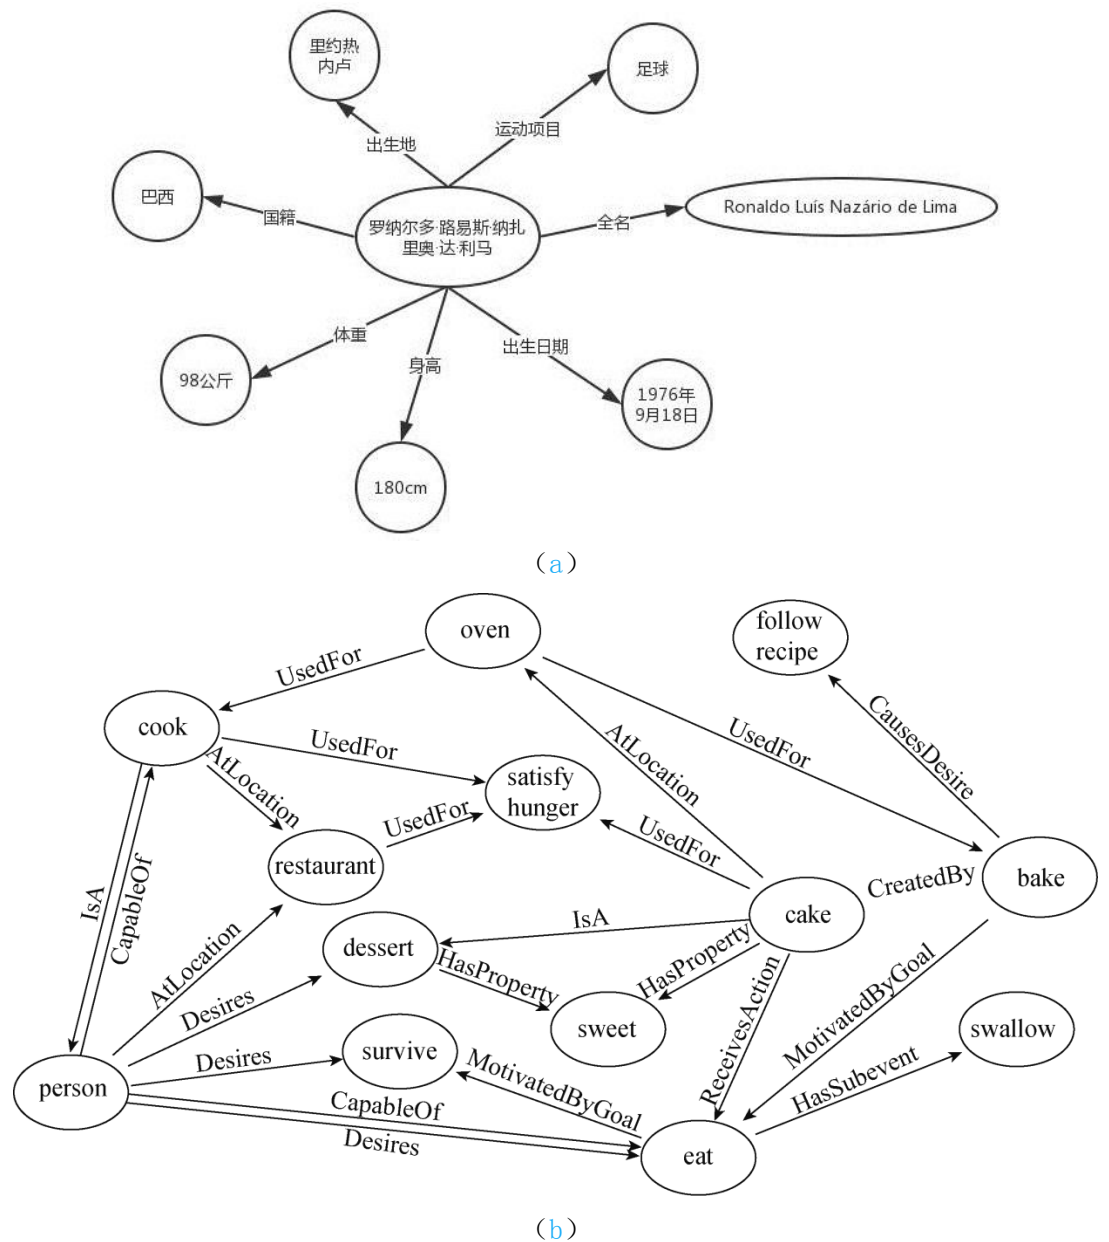 里约热
内卢
足球
出生地
运动项目
巴西
国籍
罗纳尔多·路易斯·纳扎
里奥·达·利马
全名
Ronaldo Luís Nazário de Lima
体重
身高
出生日期
98公斤
1976年
9月18日
180cm
(a)
oven
follow
recipe
UsedFor
cook
UsedFor
AtLocation
UsedFor
AtLocation
CausesDesire
satisfy
hunger
restaurant
UsedFor
UsedFor
IsA
CapableOf
CreatedBy
bake
cake
IsA
dessert
HasProperty
HasProperty
AtLocation
Desires
sweet
ReceivesAction
MotivatedByGoal
swallow
survive
Desires
MotivatedByGoal
HasSubevent
person
CapableOf
Desires
eat
(b)